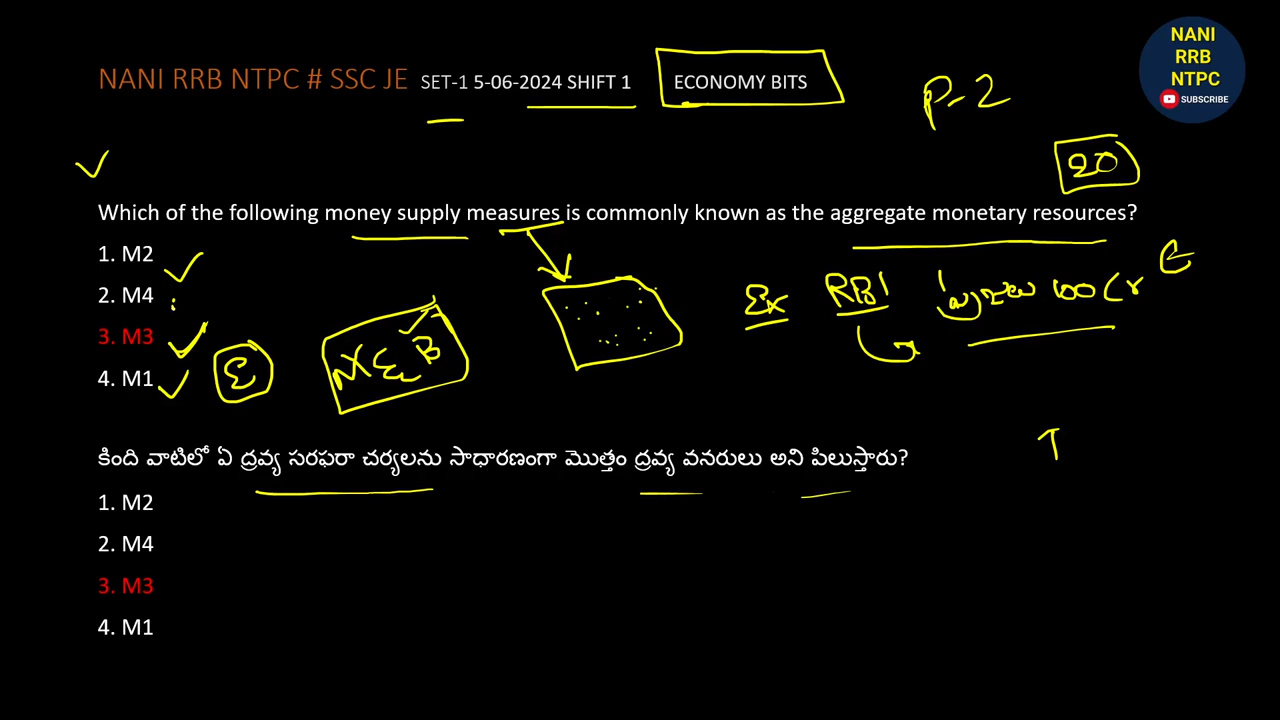 NANI RRB NTPC # SSC JE SET-1 5-06-2024 SHIFT 1 ECONOMY BITS
NANI
RRB
NTPC
SUBSCRIBE
P-2
20
Which of the following money supply measures is commonly known as the aggregate monetary resources?
1. M2
2. M4
3. M3
4. M1
Ex RBI ప్రజలు 100 Cr
కింది వాటిలో ఏ ద్రవ్య సరఫరా చర్యలను సాధారణంగా మొత్తం ద్రవ్య వనరులు అని పిలుస్తారు?
1. M2
2. M4
3. M3
4. M1